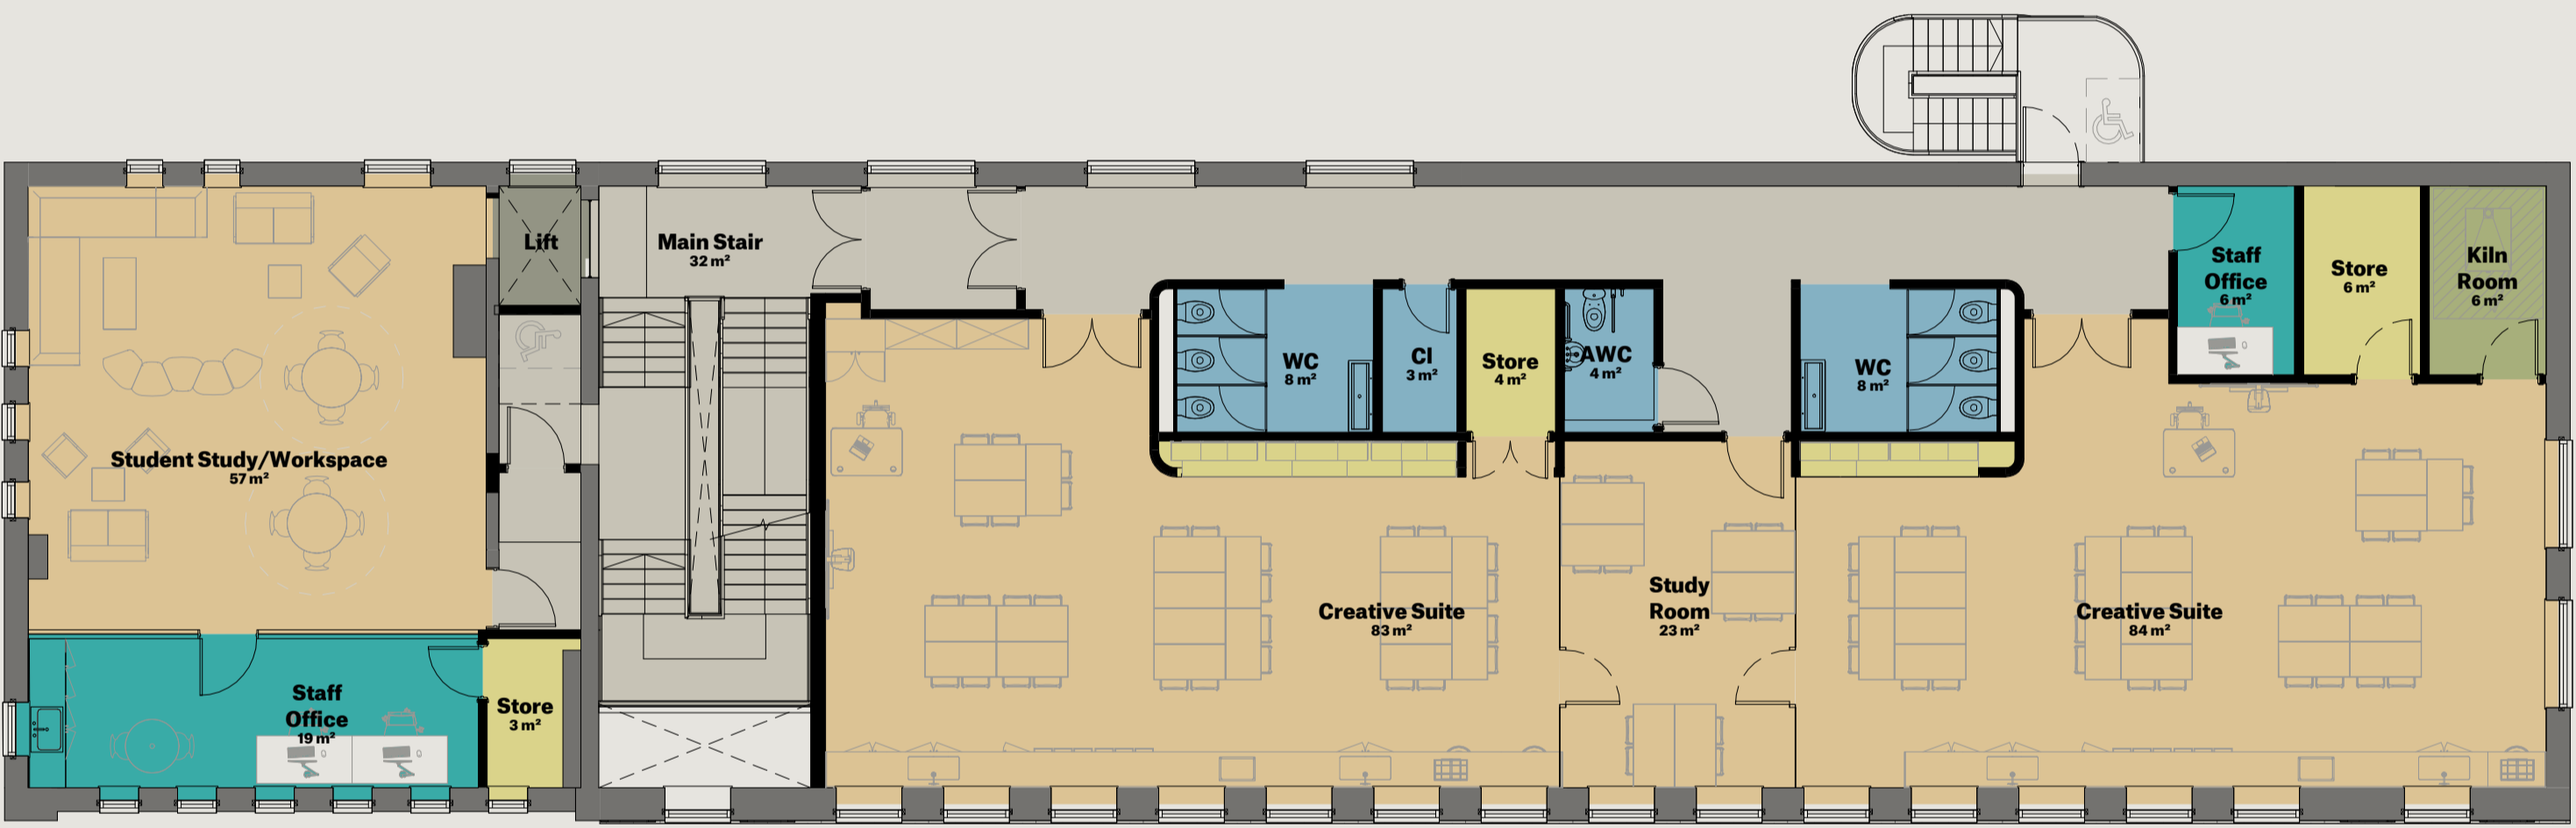 Lift
Main Stair
32 m²
Staff
Office
6 m²
Store
6 m²
Kiln
Room
6 m²
WC
8 m²
CI
3 m²
Store
4 m²
AWC
4 m²
WC
8 m²
Student Study/Workspace
57 m²
Study
Room
23 m²
Creative Suite
83 m²
Creative Suite
84 m²
Staff
Office
19 m²
Store
3 m²